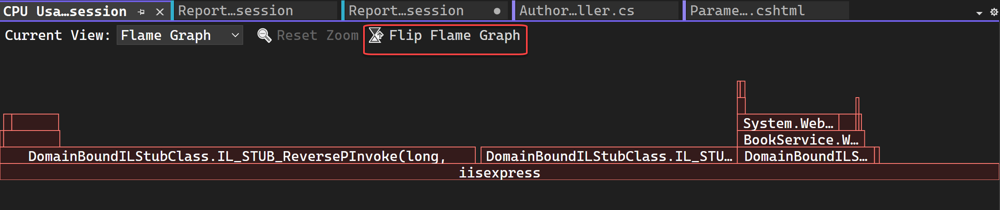 CPU Usa…session
Report…session
Report…session
Author…ller.cs
Parame….cshtml
Current View:
Flame Graph
Reset Zoom
Flip Flame Graph
System.Web…
BookService.W…
DomainBoundILStubClass.IL_STUB_ReversePInvoke(long,
DomainBoundILStubClass.IL_STU…
DomainBoundILS…
iisexpress